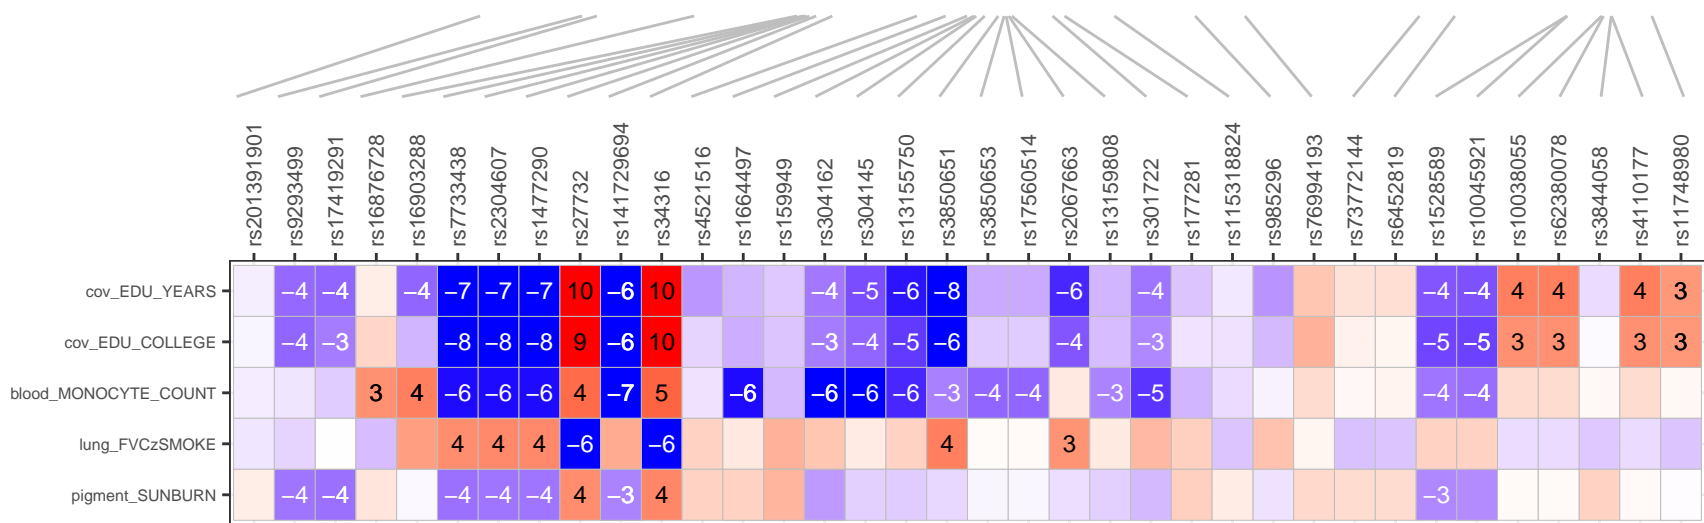 rs201391901 rs9293499 rs17419291 rs16876728 rs16903288 rs7733438 rs2304607 rs1477290 rs27732 rs141729694 rs34316 rs4521516 rs1664497 rs159949 rs304162 rs304145 rs13155750 rs3850651 rs3850553 rs17560514 rs2067663 rs13159808 rs301722 rs177281 rs115318824 rs985296 rs76994193 rs73772144 rs6452819 rs1528589 rs10045921 rs10038055 rs62380078 rs3844058 rs4110177 rs11748980
cov_EDU_YEARS −4 −4 −4 −7 −7 −7 10 −6 10 −4 −5 −6 −8 −6 −4 −4 −4 4 4 4 3
cov_EDU_COLLEGE −4 −3 −8 −8 −8 9 −6 10 −3 −4 −5 −6 −4 −3 −5 −5 3 3 3 3
blood_MONOCYTE_COUNT 3 4 −6 −6 −6 4 −7 5 −6 −6 −6 −6 −3 −4 −4 −3 −5 −4 −4
lung_FVCzSMOKE 4 4 4 −6 −6 4 3
pigment_SUNBURN −4 −4 −4 −4 −4 4 −3 4 −3